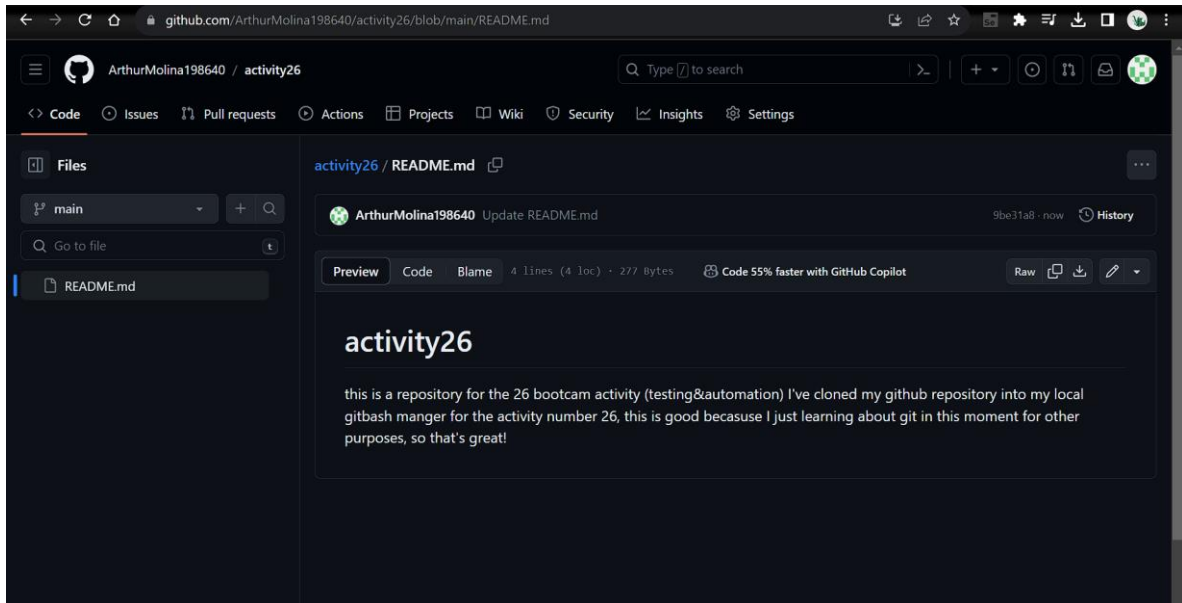 github.com/ArthurMolina198640/activity26/blob/main/README.md
ArthurMolina198640 / activity26
Type / to search
Code Issues Pull requests Actions Projects Wiki Security Insights Settings
Files
activity26 / README.md
main
ArthurMolina198640 Update README.md 9be31a8 · now History
Go to file t
Preview Code Blame 4 lines (4 loc) · 277 Bytes Code 55% faster with GitHub Copilot Raw
README.md
activity26
this is a repository for the 26 bootcam activity (testing&automation) I've cloned my github repository into my local
gitbash manger for the activity number 26, this is good becasuse I just learning about git in this moment for other
purposes, so that's great!